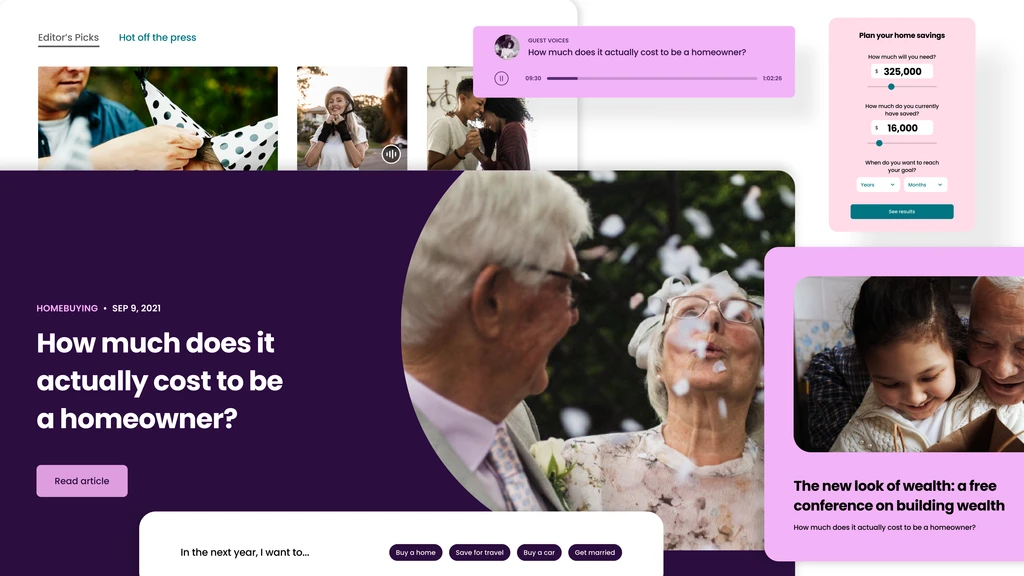 Editor's Picks
Hot off the press
GUEST VOICES
How much does it actually cost to be a homeowner?
09:30
1:02:26
Plan your home savings
How much will you need?
$ 325,000
How much do you currently
have saved?
$ 16,000
When do you want to reach
your goal?
Years
Months
See results
HOMEBUYING • SEP 9, 2021
How much does it
actually cost to be
a homeowner?
Read article
The new look of wealth: a free
conference on building wealth
How much does it actually cost to be a homeowner?
In the next year, I want to...
Buy a home
Save for travel
Buy a car
Get married